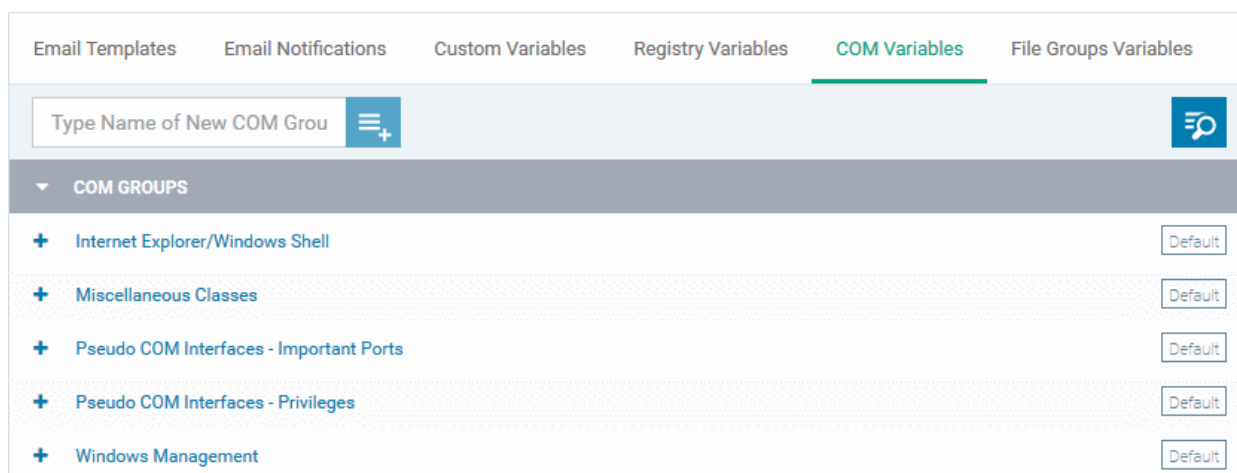 Email Templates Email Notifications Custom Variables Registry Variables COM Variables File Groups Variables
Type Name of New COM Grou
COM GROUPS
Internet Explorer/Windows Shell Default
Miscellaneous Classes Default
Pseudo COM Interfaces - Important Ports Default
Pseudo COM Interfaces - Privileges Default
Windows Management Default